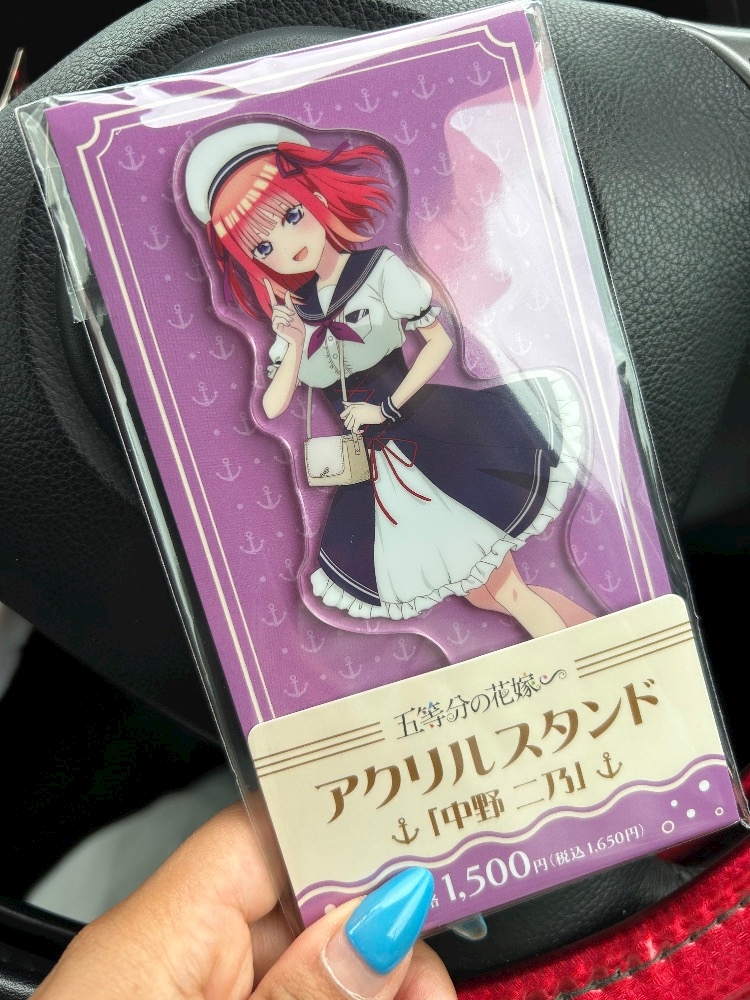 五等分の花嫁∽
アクリルスタンド
「中野 二乃」
1,500円(税込1,650円)